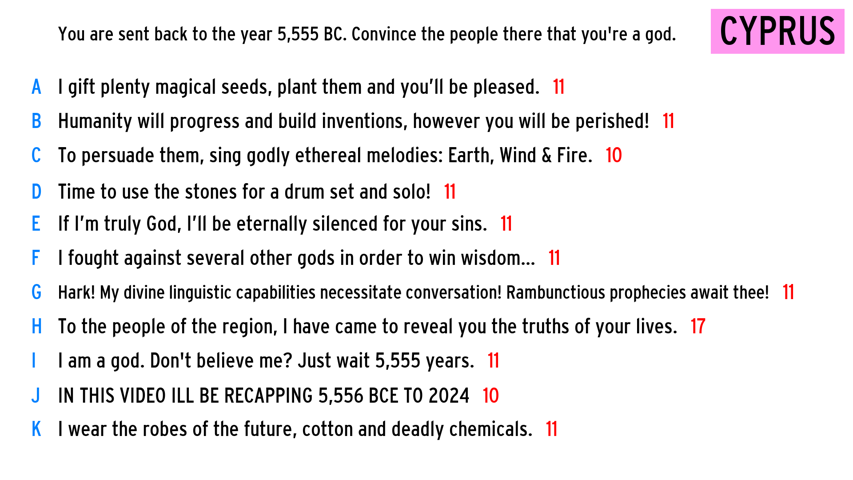 You are sent back to the year 5,555 BC. Convince the people there that you're a god. CYPRUS
A I gift plenty magical seeds, plant them and you’ll be pleased. 11
B Humanity will progress and build inventions, however you will be perished! 11
C To persuade them, sing godly ethereal melodies: Earth, Wind & Fire. 10
D Time to use the stones for a drum set and solo! 11
E If I’m truly God, I’ll be eternally silenced for your sins. 11
F I fought against several other gods in order to win wisdom... 11
G Hark! My divine linguistic capabilities necessitate conversation! Rambunctious prophecies await thee! 11
H To the people of the region, I have came to reveal you the truths of your lives. 17
I I am a god. Don't believe me? Just wait 5,555 years. 11
J IN THIS VIDEO ILL BE RECAPPING 5,556 BCE TO 2024 10
K I wear the robes of the future, cotton and deadly chemicals. 11